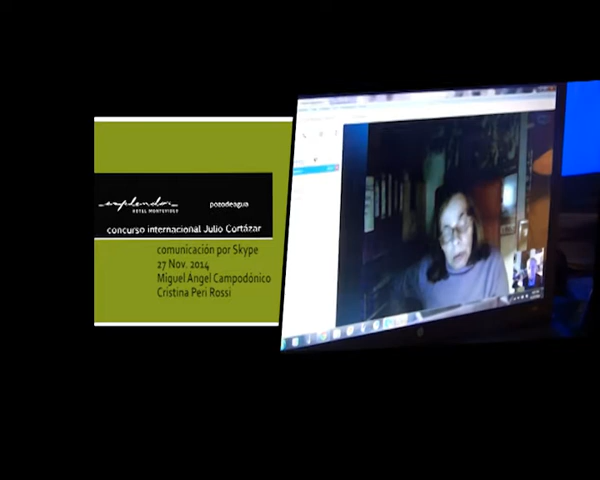 esplendor
HOTEL MONTEVIDEO
pozodeagua
concurso internacional Julio Cortázar
comunicación por Skype
27 Nov. 2014
Miguel Angel Campodónico
Cristina Peri Rossi